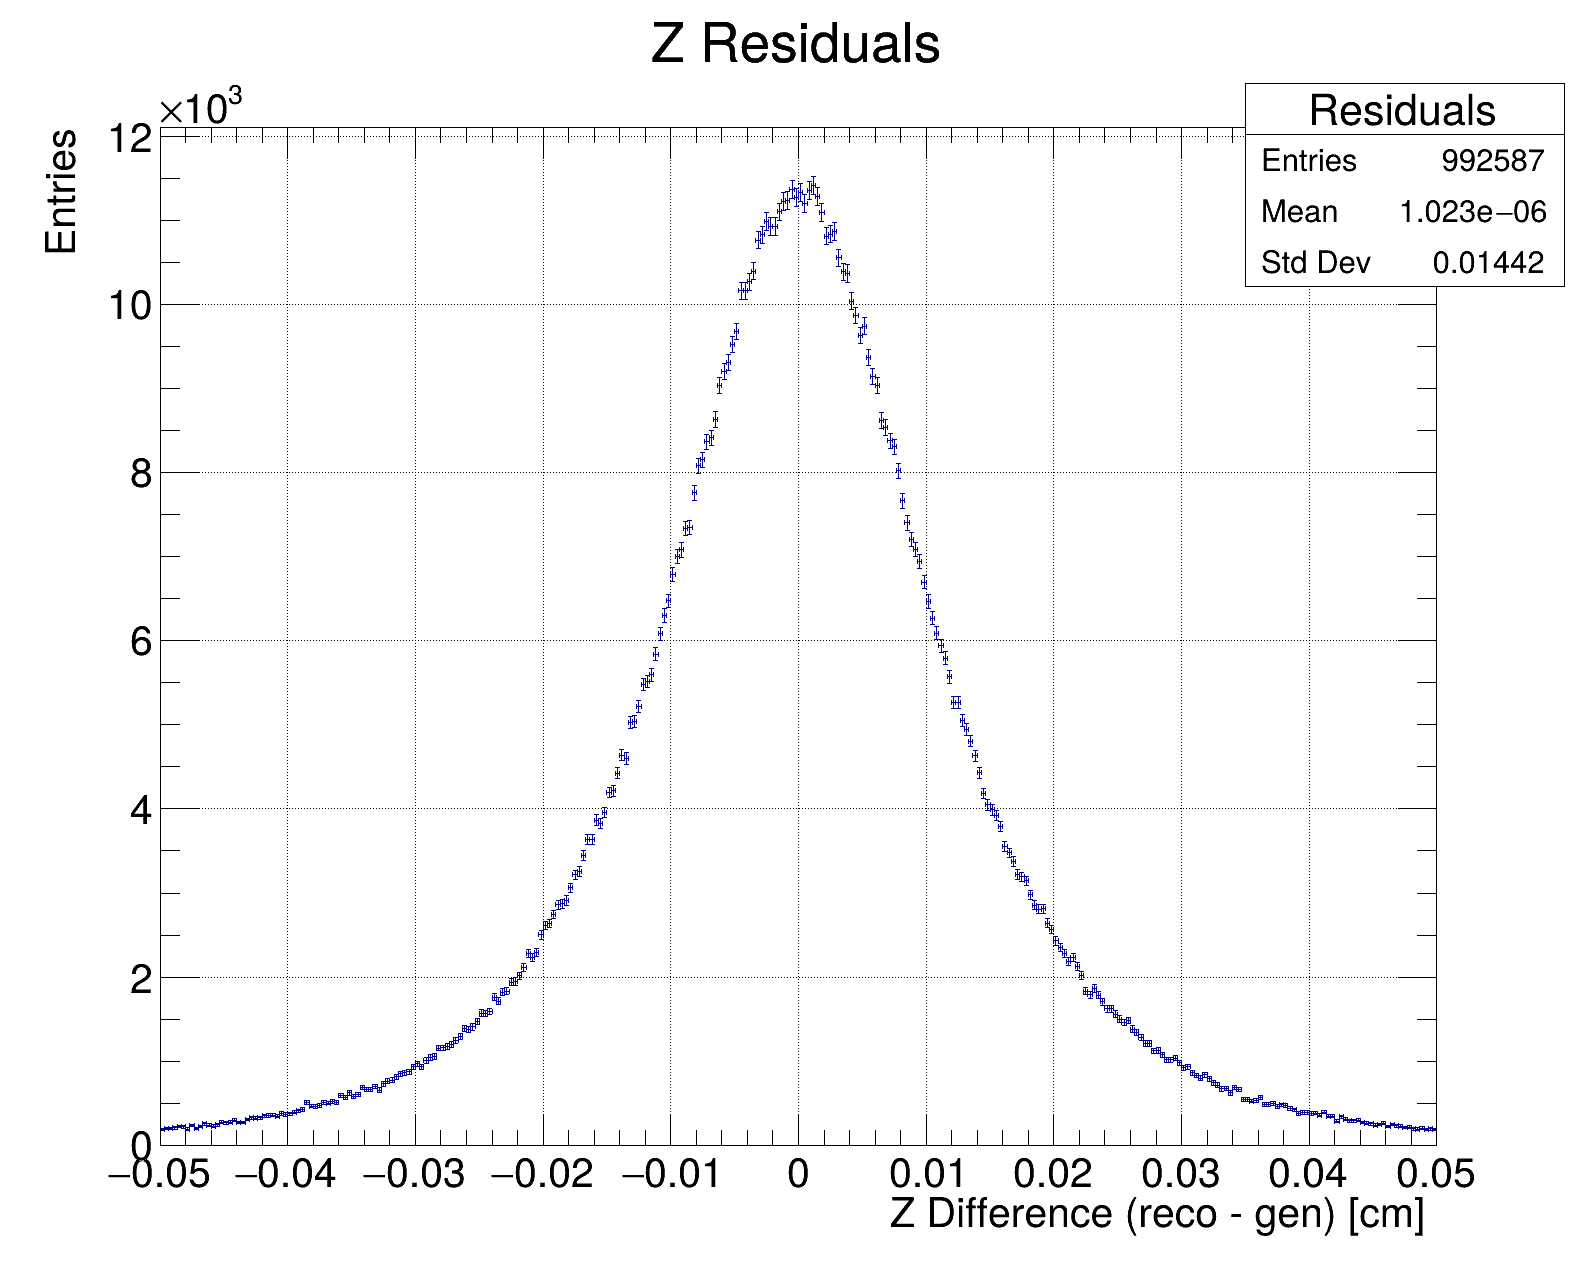 Z Residuals
×10³
Entries
12
10
8
6
4
2
0
Residuals
Entries 992587
Mean 1.023e−06
Std Dev 0.01442
−0.05 −0.04 −0.03 −0.02 −0.01 0 0.01 0.02 0.03 0.04 0.05
Z Difference (reco - gen) [cm]